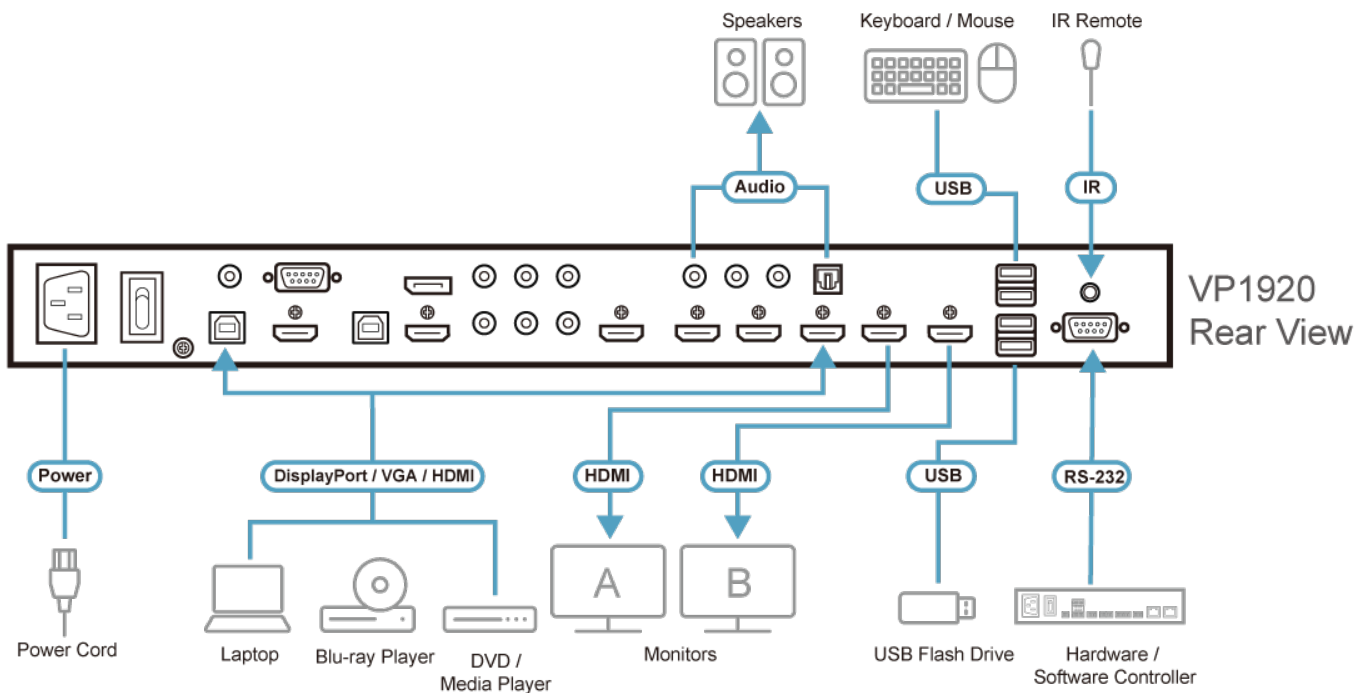 Speakers
Keyboard / Mouse
IR Remote
Audio
USB
IR
VP1920
Rear View
Power
DisplayPort / VGA / HDMI
HDMI
HDMI
USB
RS-232
A
B
Power Cord
Laptop
Blu-ray Player
DVD /
Media Player
Monitors
USB Flash Drive
Hardware /
Software Controller